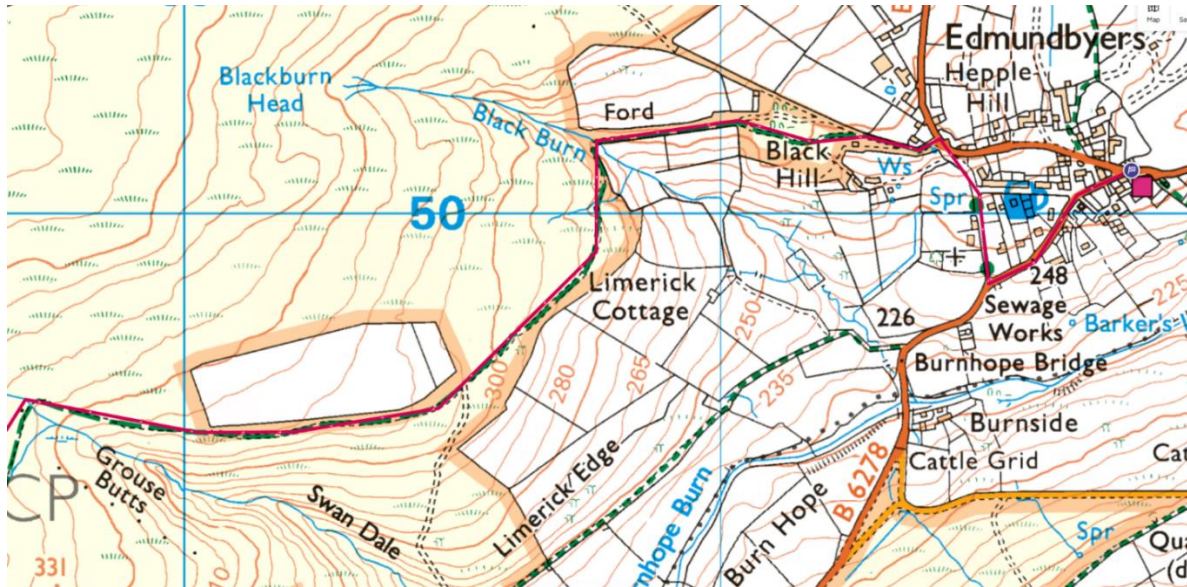 Map
Edmundbyers
Hepple
Hill
Blackburn
Head
Ford
Black Burn
Black
Hill
Ws
Spr
50
248
Limerick
Cottage
Sewage
Works
226
250
225
Barker's
Burnhope Bridge
300
280
265
235
Burnside
Grouse
Butts
Limerick Edge
Cattle Grid
CP
Swan Dale
Burn Hope
B 6278
Spr
331